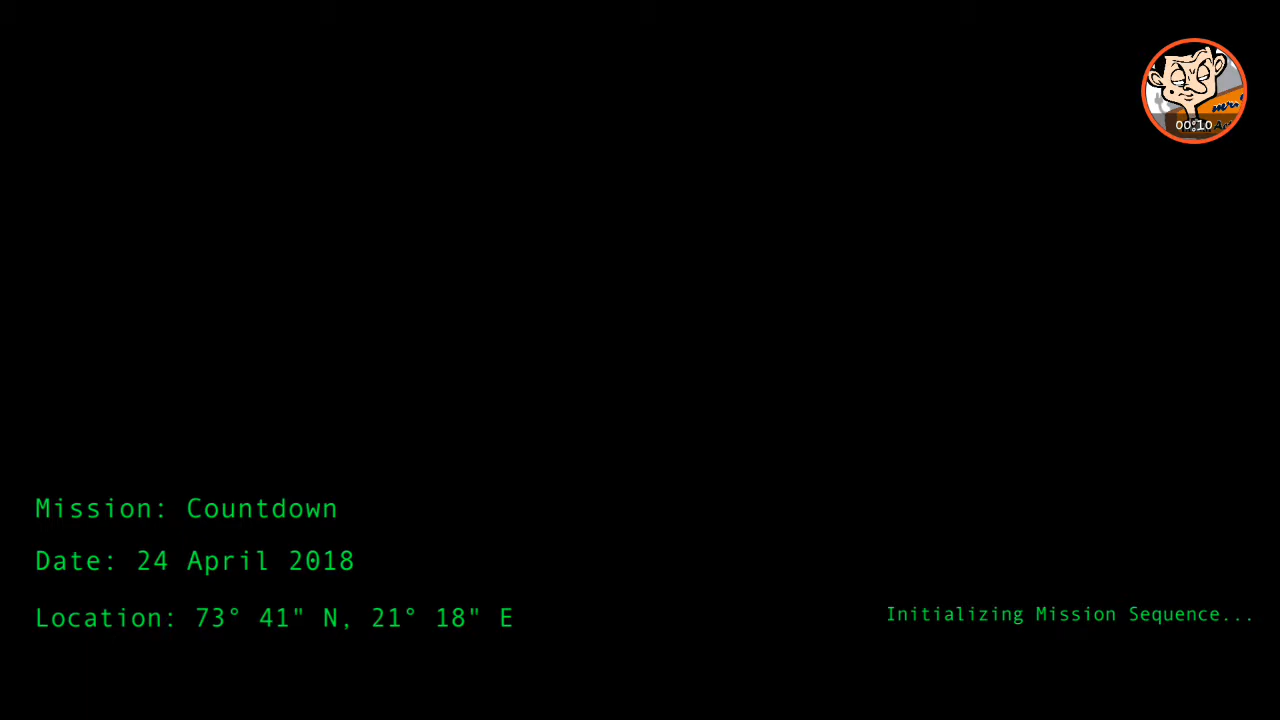 00:10
Mission: Countdown
Date: 24 April 2018
Location: 73° 41" N, 21° 18" E
Initializing Mission Sequence...